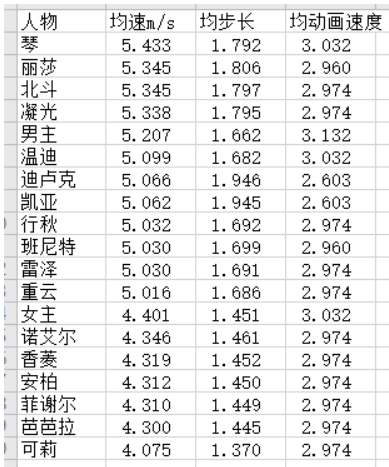 人物 均速m/s 均步长 均动画速度
琴 5.433 1.792 3.032
丽莎 5.345 1.806 2.960
北斗 5.345 1.797 2.974
凝光 5.338 1.795 2.974
男主 5.207 1.662 3.132
温迪 5.099 1.682 3.032
迪卢克 5.066 1.946 2.603
凯亚 5.062 1.945 2.603
行秋 5.032 1.692 2.974
班尼特 5.030 1.699 2.960
雷泽 5.030 1.691 2.974
重云 5.016 1.686 2.974
女主 4.401 1.451 3.032
诺艾尔 4.346 1.461 2.974
香菱 4.319 1.452 2.974
安柏 4.312 1.450 2.974
菲谢尔 4.310 1.449 2.974
芭芭拉 4.300 1.445 2.974
可莉 4.075 1.370 2.974